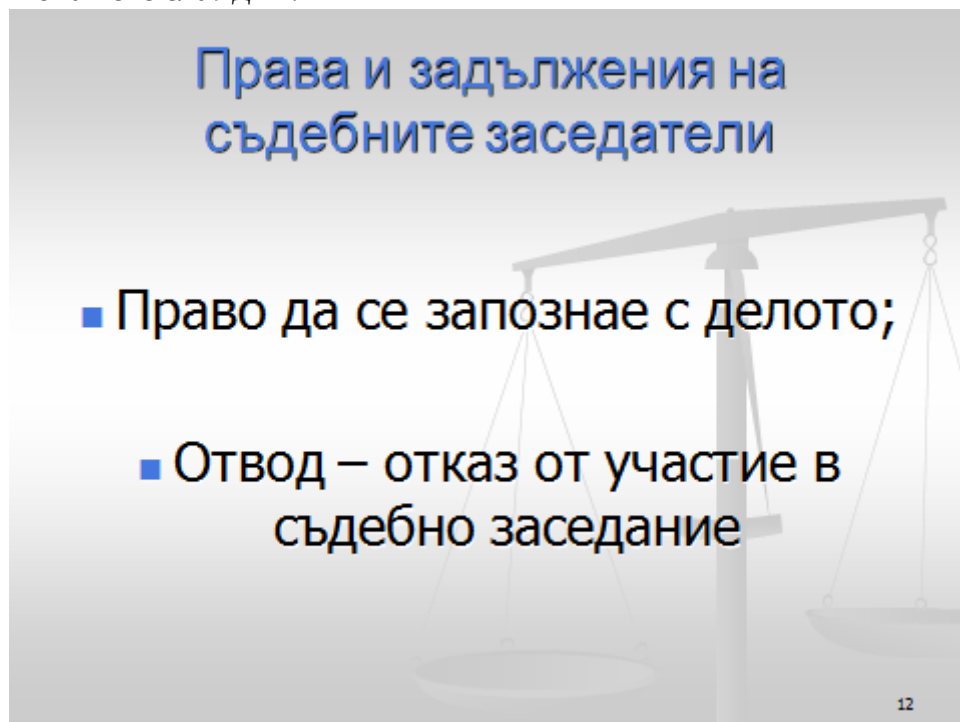 Права и задължения на
съдебните заседатели
Право да се запознае с делото;
Отвод – отказ от участие в
съдебно заседание
12